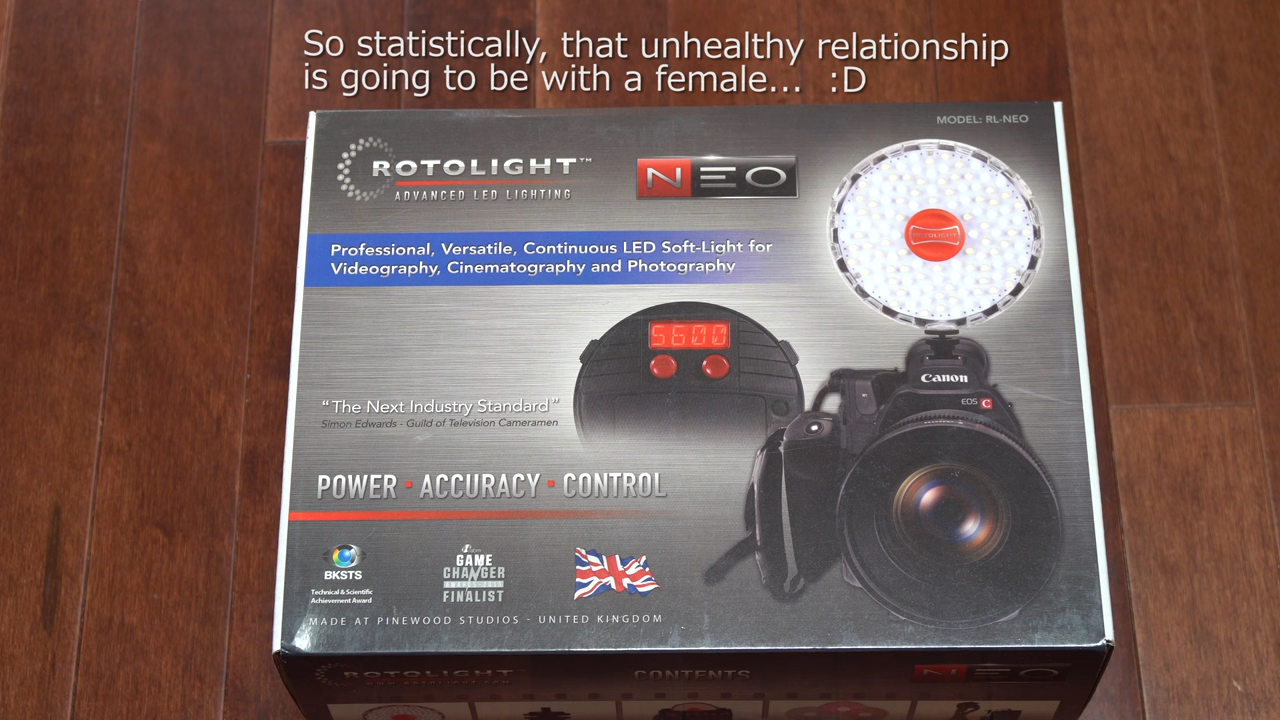 So statistically, that unhealthy relationship
is going to be with a female... :D
MODEL: RL-NEO
ROTOLIGHT™
ADVANCED LED LIGHTING
NEO
ROTOLIGHT
Professional, Versatile, Continuous LED Soft-Light for
Videography, Cinematography and Photography
5600
Canon
EOS C
"The Next Industry Standard"
Simon Edwards - Guild of Television Cameramen
POWER · ACCURACY · CONTROL
BKSTS
Technical & Scientific
Achievement Award
GAME
CHANGER
FINALIST
MADE AT PINEWOOD STUDIOS - UNITED KINGDOM
ROTOLIGHT
CONTENTS
NEO